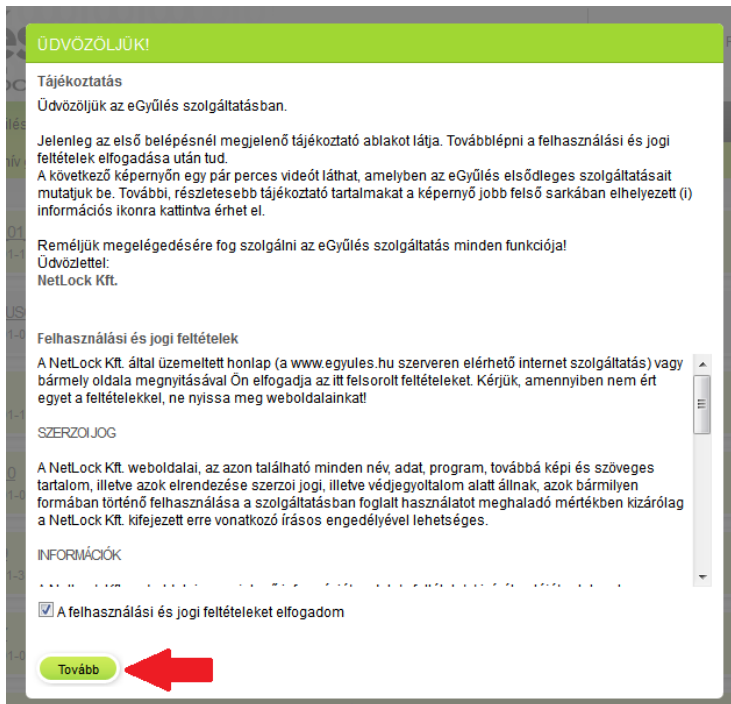 ÜDVÖZÖLJÜK!
Tájékoztatás
Üdvözöljük az eGyűlés szolgáltatásban.
Jelenleg az első belépésnél megjelenő tájékoztató ablakot látja. Továbblépni a felhasználási és jogi
feltételek elfogadása után tud.
A következő képernyőn egy pár perces videót láthat, amelyben az eGyűlés elsődleges szolgáltatásait
mutatjuk be. További, részletesebb tájékoztató tartalmakat a képernyő jobb felső sarkában elhelyezett (i)
információs ikonra kattintva érhet el.
Reméljük megelégedésére fog szolgálni az eGyűlés szolgáltatás minden funkciója!
Üdvözlettel:
NetLock Kft.
Felhasználási és jogi feltételek
A NetLock Kft. által üzemeltett honlap (a www.egyules.hu szerveren elérhető internet szolgáltatás) vagy
bármely oldala megnyitásával Ön elfogadja az itt felsorolt feltételeket. Kérjük, amennyiben nem ért
egyet a feltételekkel, ne nyissa meg weboldalainkat!
SZERZOI JOG
A NetLock Kft. weboldalai, az azon található minden név, adat, program, továbbá képi és szöveges
tartalom, illetve azok elrendezése szerzoi jogi, illetve védjegyoltalom alatt állnak, azok bármilyen
formában történő felhasználása a szolgáltatásban foglalt használatot meghaladó mértékben kizárólag
a NetLock Kft. kifejezett erre vonatkozó írásos engedélyével lehetséges.
INFORMÁCIÓK
A felhasználási és jogi feltételeket elfogadom
Tovább